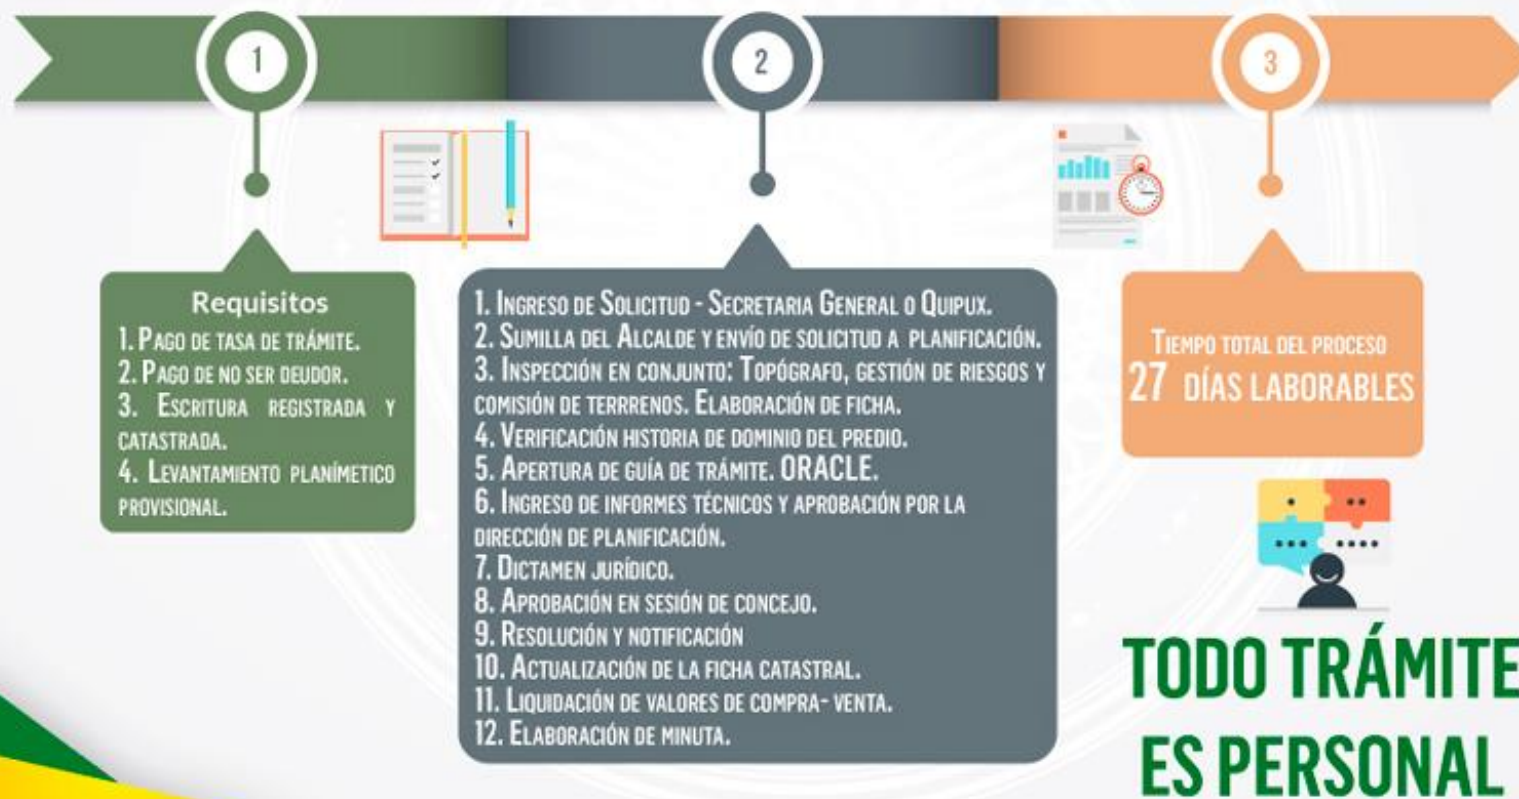 1
2
3
Requisitos
1. Pago de tasa de trámite.
2. Pago de no ser deudor.
3. Escritura registrada y
catastrada.
4. Levantamiento planímetico
provisional.
1. Ingreso de Solicitud - Secretaria General o Quipux.
2. Sumilla del Alcalde y envío de solicitud a planificación.
3. Inspección en conjunto: Topógrafo, gestión de riesgos y
comisión de terrrenos. Elaboración de ficha.
4. Verificación historia de dominio del predio.
5. Apertura de guía de trámite. ORACLE.
6. Ingreso de informes técnicos y aprobación por la
dirección de planificación.
7. Dictamen jurídico.
8. Aprobación en sesión de concejo.
9. Resolución y notificación
10. Actualización de la ficha catastral.
11. Liquidación de valores de compra- venta.
12. Elaboración de minuta.
Tiempo total del proceso
27 días laborables
TODO TRÁMITE
ES PERSONAL